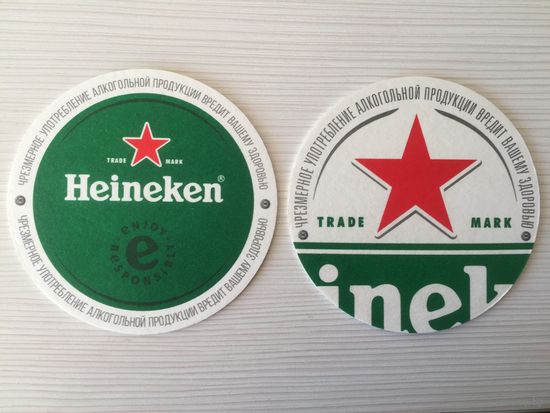 ЧРЕЗМЕРНОЕ УПОТРЕБЛЕНИЕ АЛКОГОЛЬНОЙ ПРОДУКЦИИ ВРЕДИТ ВАШЕМУ ЗДОРОВЬЮ
TRADE MARK
Heineken®
ENJOY
e
RESPONSIBLY
ЧРЕЗМЕРНОЕ УПОТРЕБЛЕНИЕ АЛКОГОЛЬНОЙ ПРОДУКЦИИ ВРЕДИТ ВАШЕМУ ЗДОРОВЬЮ
ЧРЕЗМЕРНОЕ УПОТРЕБЛЕНИЕ АЛКОГОЛЬНОЙ ПРОДУКЦИИ ВРЕДИТ ВАШЕМУ ЗДОРОВЬЮ
TRADE MARK
inek